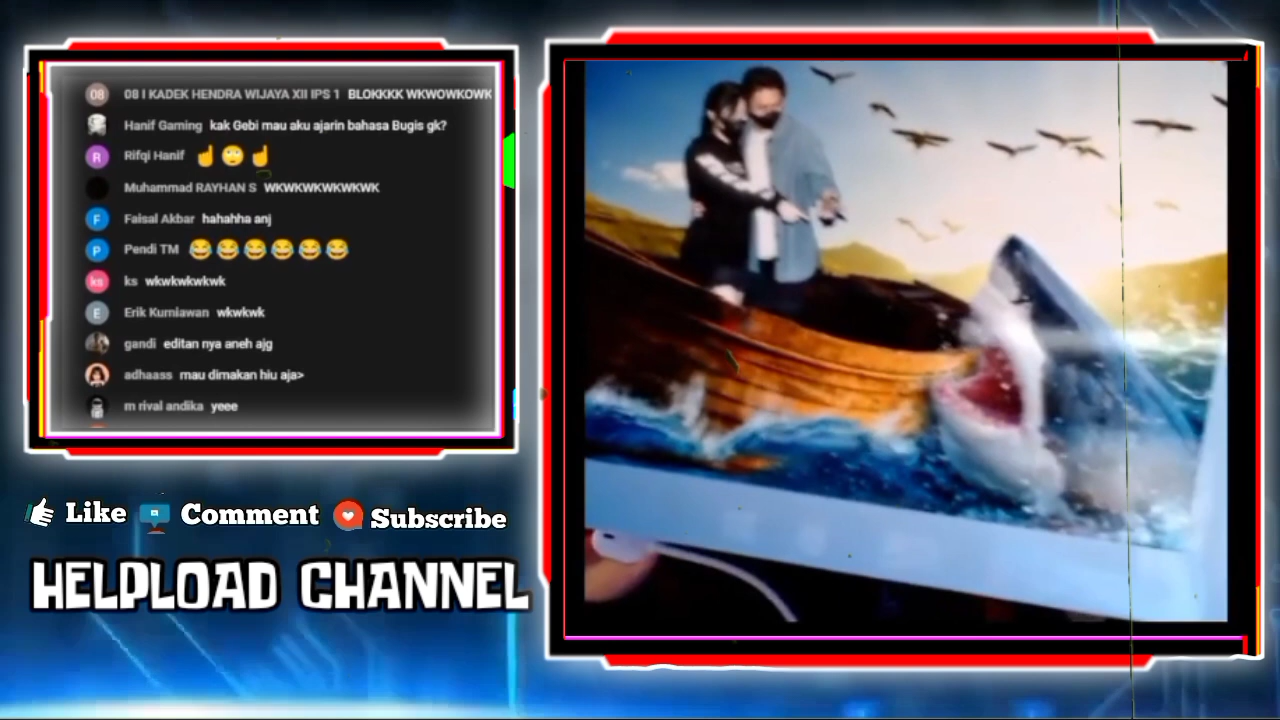 08 I KADEK HENDRA WIJAYA XII IPS 1 BLOKKKK WKWOWKOWK
Hanif Gaming kak Gebi mau aku ajarin bahasa Bugis gk?
R Rifqi Hanif ☝️🙄☝️
Muhammad RAYHAN S WKWKWKWKWKWK
F Faisal Akbar hahahha anj
P Pendi TM 😂😂😂😂😂😂
ks ks wkwkwkwkwk
E Erik Kurniawan wkwkwk
gandi editan nya aneh ajg
adhaass mau dimakan hiu aja>
m rival andika yeee
Like Comment Subscribe
HELPLOAD CHANNEL